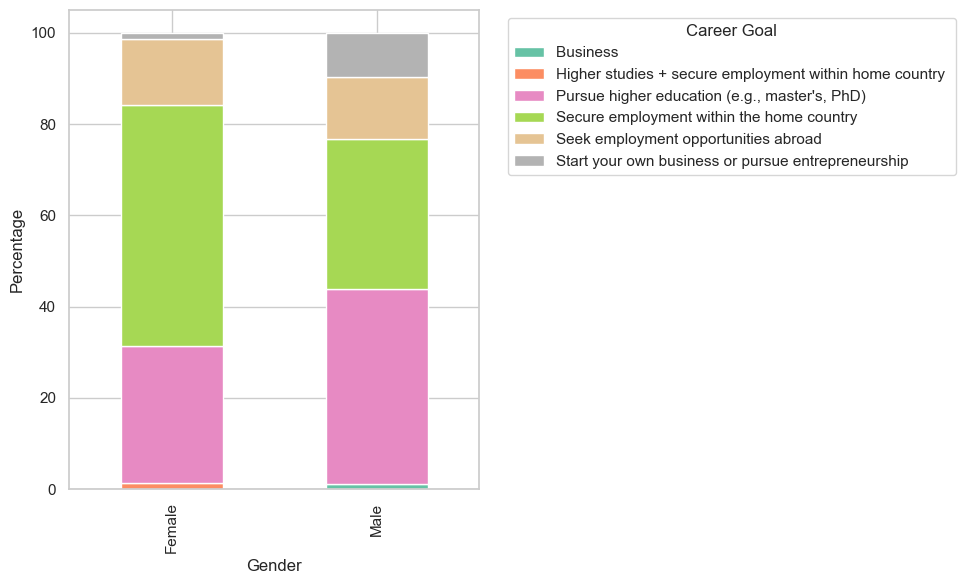 100
80
60
40
20
0
Percentage
Female
Male
Gender
Career Goal
Business
Higher studies + secure employment within home country
Pursue higher education (e.g., master's, PhD)
Secure employment within the home country
Seek employment opportunities abroad
Start your own business or pursue entrepreneurship